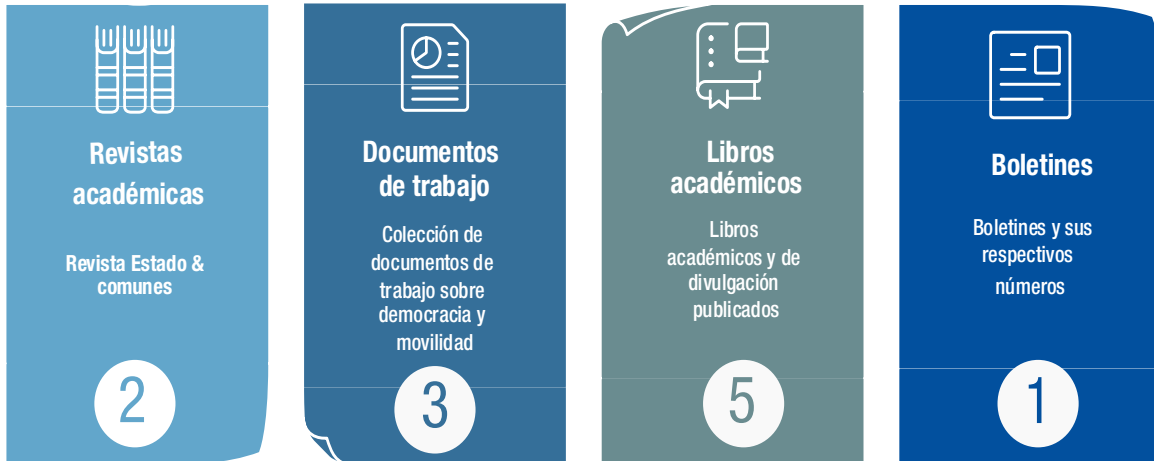 Revistas
académicas
Revista Estado &
comunes
2
Documentos
de trabajo
Colección de
documentos de
trabajo sobre
democracia y
movilidad
3
Libros
académicos
Libros
académicos y de
divulgación
publicados
5
Boletines
Boletines y sus
respectivos
números
1